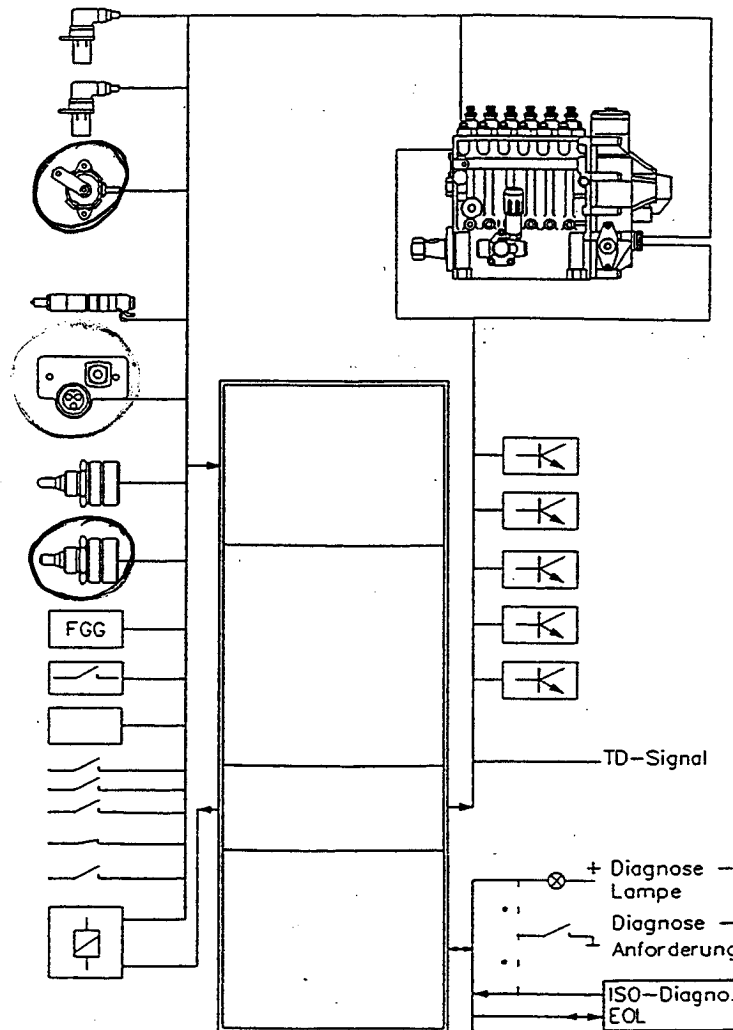 FGG
TD-Signal
+ Diagnose -
Lampe
Diagnose -
Anforderung
ISO-Diagno.
EOL